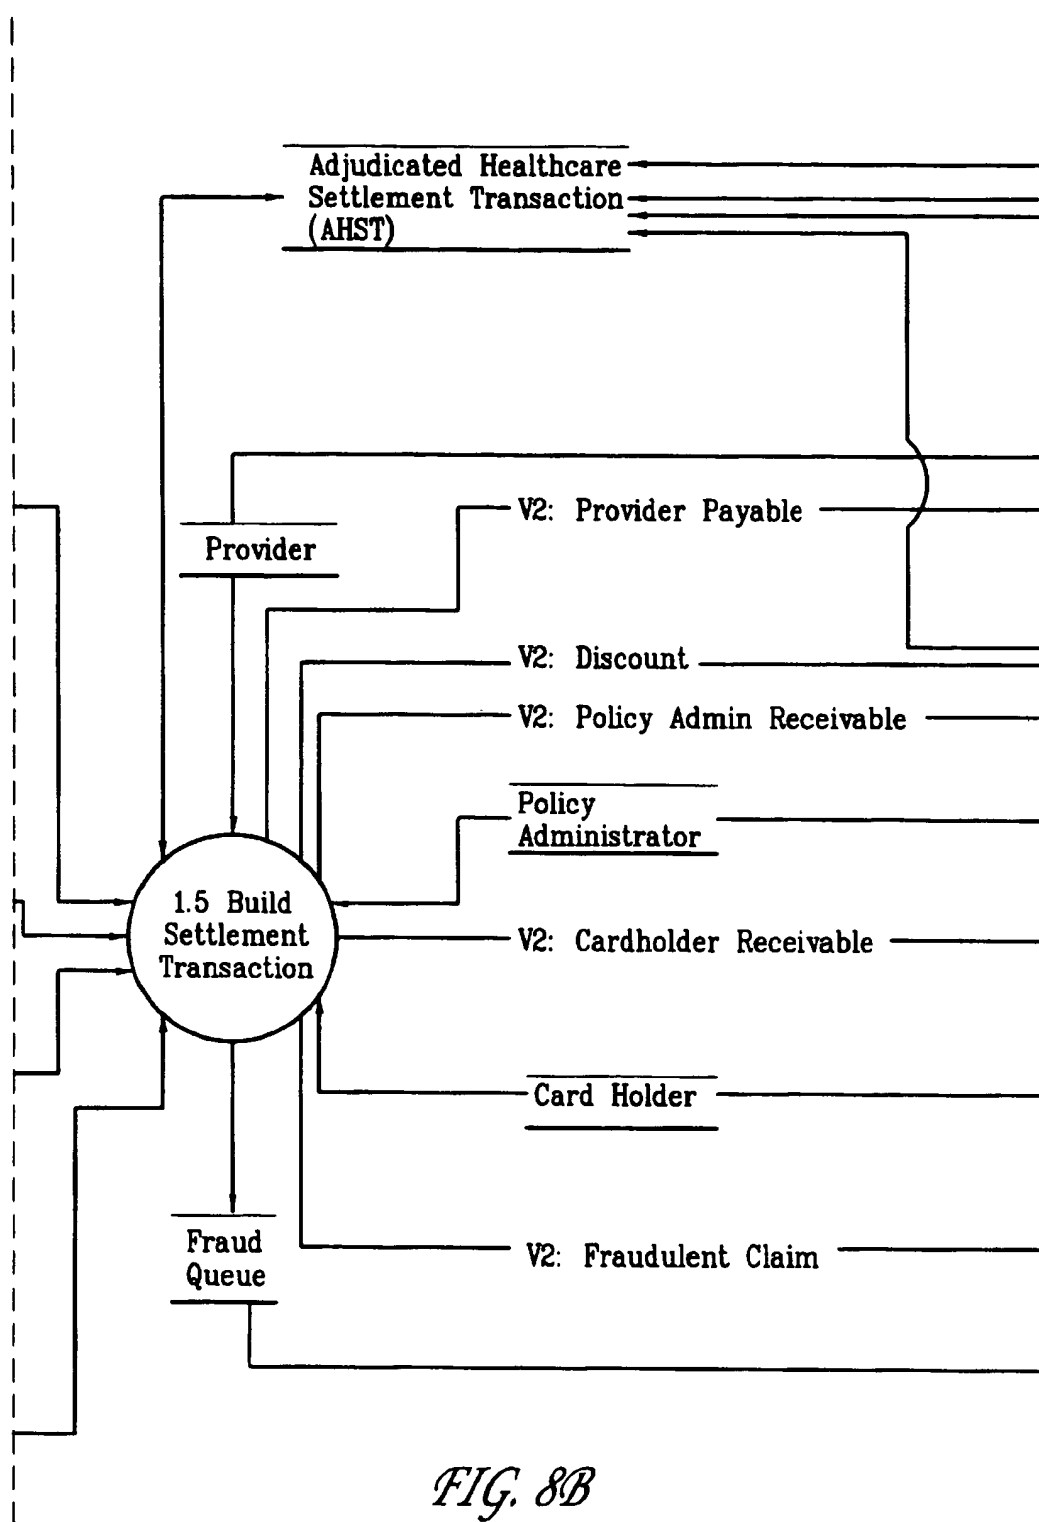 Adjudicated Healthcare
Settlement Transaction
(AHST)
V2: Provider Payable
Provider
V2: Discount
V2: Policy Admin Receivable
Policy
Administrator
1.5 Build
Settlement
Transaction
V2: Cardholder Receivable
Card Holder
Fraud
Queue
V2: Fraudulent Claim
FIG. 8B